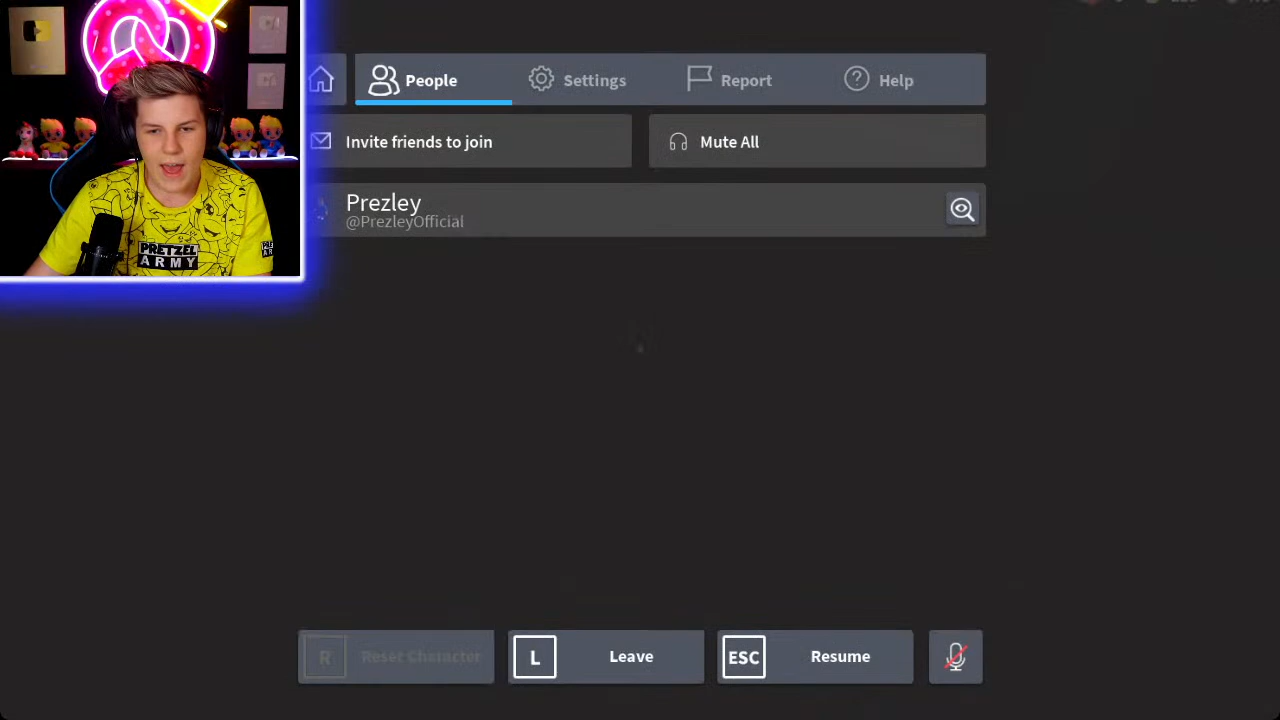 People
Settings
Report
Help
Invite friends to join
Mute All
Prezley
@PrezleyOfficial
PRETZEL
ARMY
R
Reset Character
L
Leave
ESC
Resume